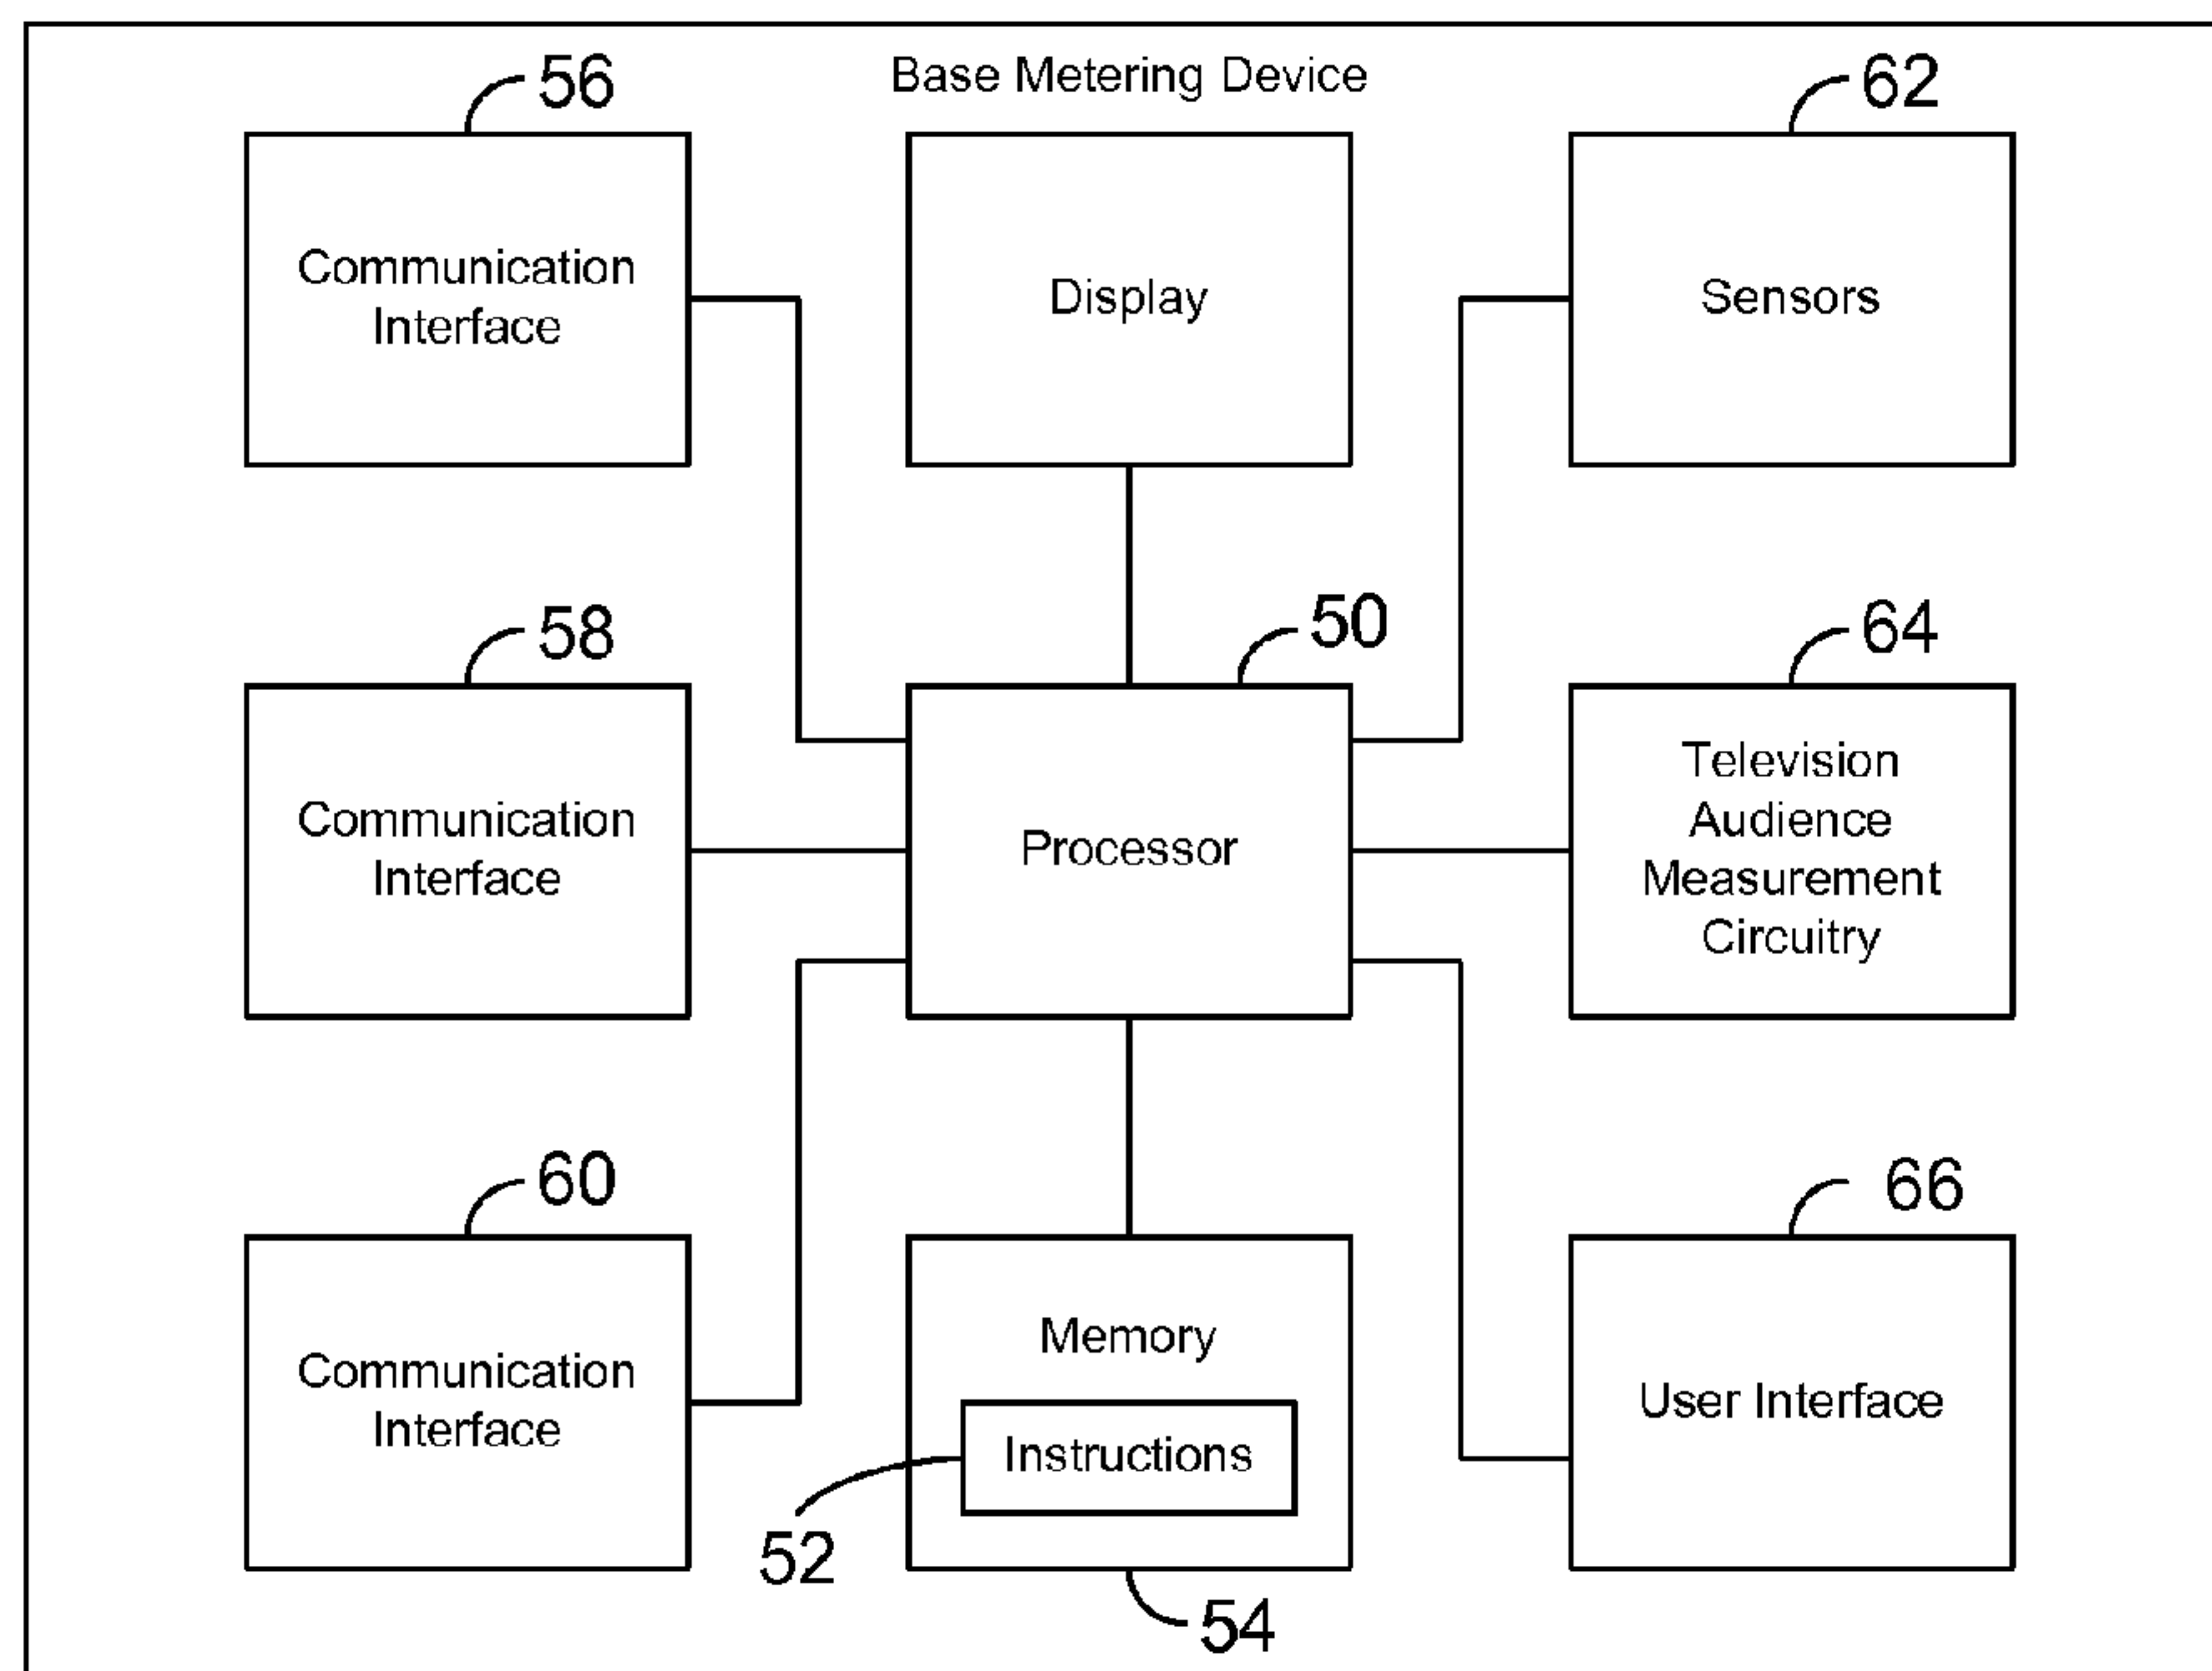 Base Metering Device
56
62
Communication
Interface
Display
Sensors
58
50
64
Communication
Interface
Processor
Television
Audience
Measurement
Circuitry
60
66
Communication
Interface
Memory
Instructions
User Interface
52
54